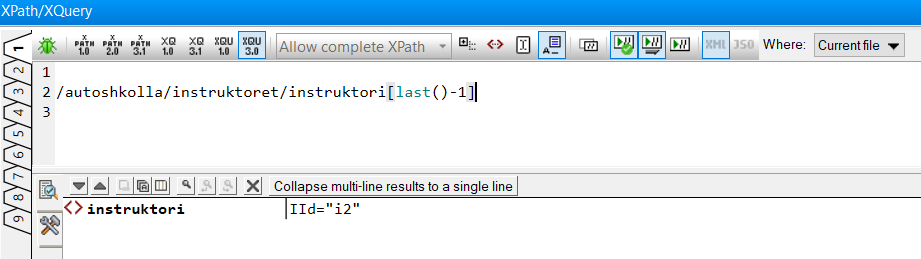 XPath/XQuery
XPATH 1.0 XPATH 2.0 XPATH 3.1 XQ 1.0 XQ 3.1 XQU 1.0 XQU 3.0 Allow complete XPath XML JSO Where: Current file
1 2 3 4 5 6 7 8 9
1
2 /autoshkolla/instruktoret/instruktori[last()-1]
3
Collapse multi-line results to a single line
<> instruktori IId="i2"